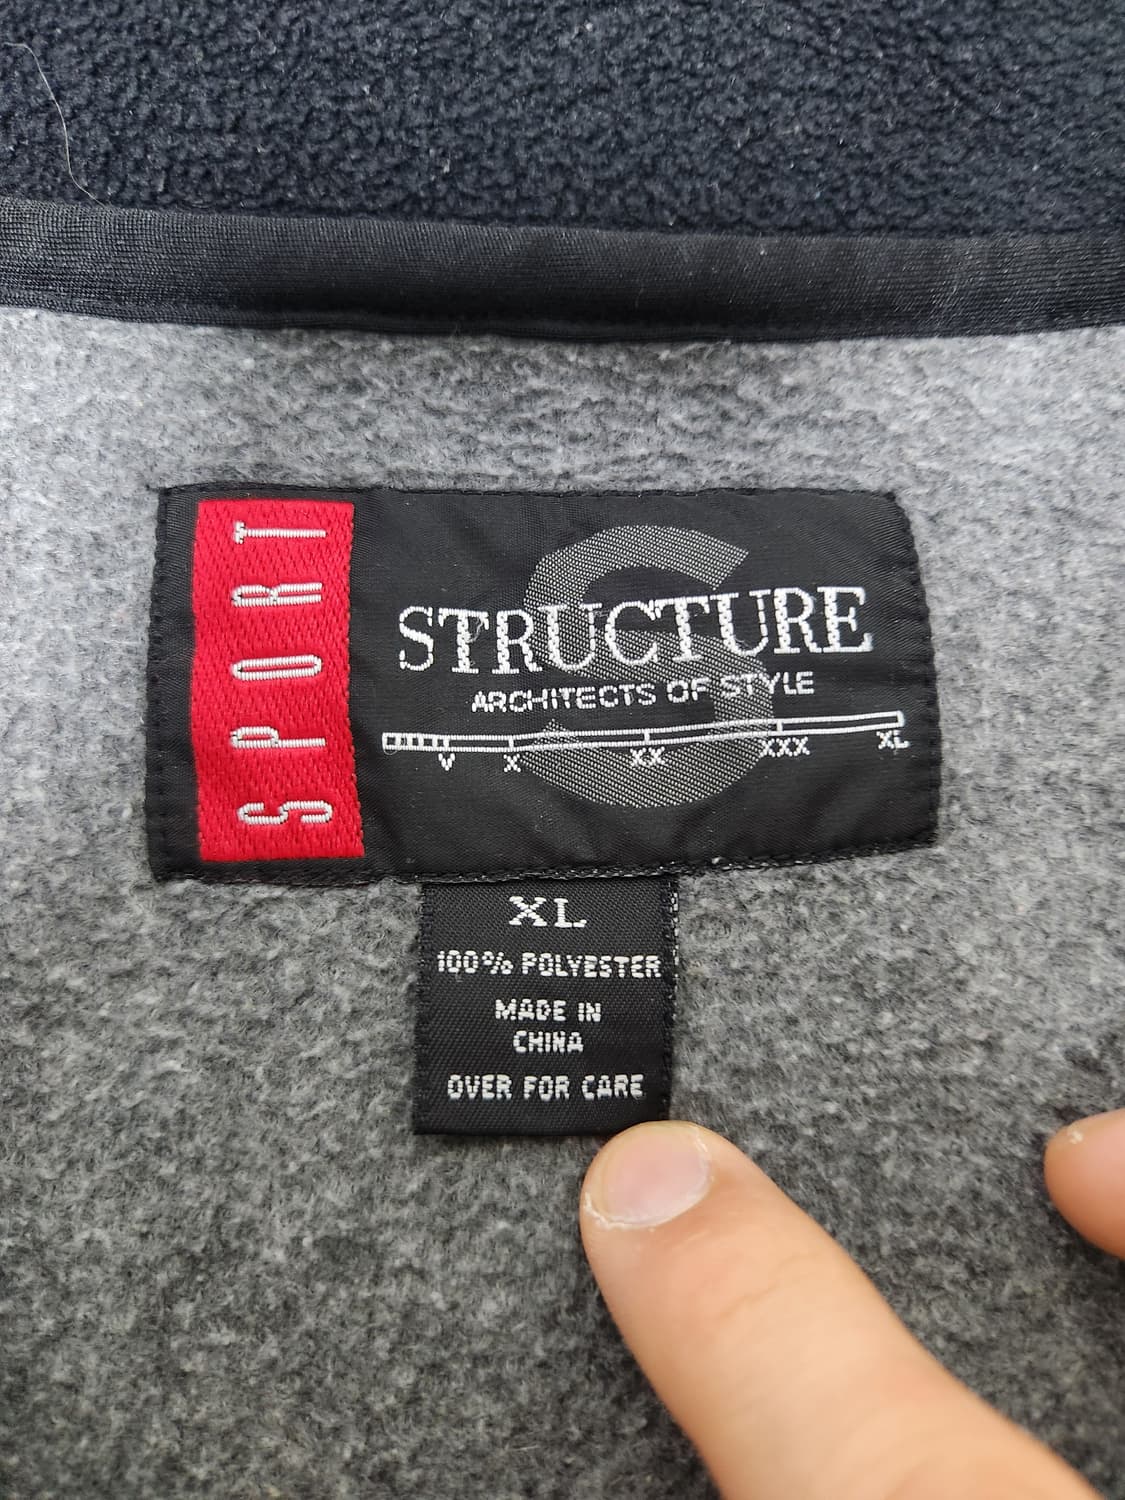 SPORT
STRUCTURE
ARCHITECTS OF STYLE
V X XX XXX XL
XL
100% POLYESTER
MADE IN
CHINA
OVER FOR CARE